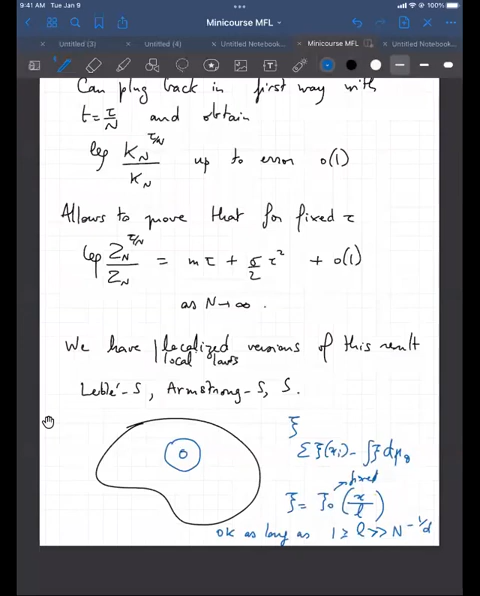 9:41 AM Tue Jan 9
100%
Minicourse MFL
Untitled (3)
Untitled (4)
Untitled Notebook...
Minicourse MFL
Untitled Notebook...
Can plug back in first way with
t = τ/N and obtain
log K_N^{τ/N} / K_N up to error o(1)
Allows to prove that for fixed τ
log Z_N^{τ/N} / Z_N = mτ + σ/2 τ² + o(1)
as N→∞.
We have localized versions of this result
local laws
Leblé-S, Armstrong-S, S.
ξ
Σ ξ(x_i) - ∫ξ dμ_θ
fixed
ξ = ξ_0 (x/l)
OK as long as 1 ≥ l >> N^{-1/d}